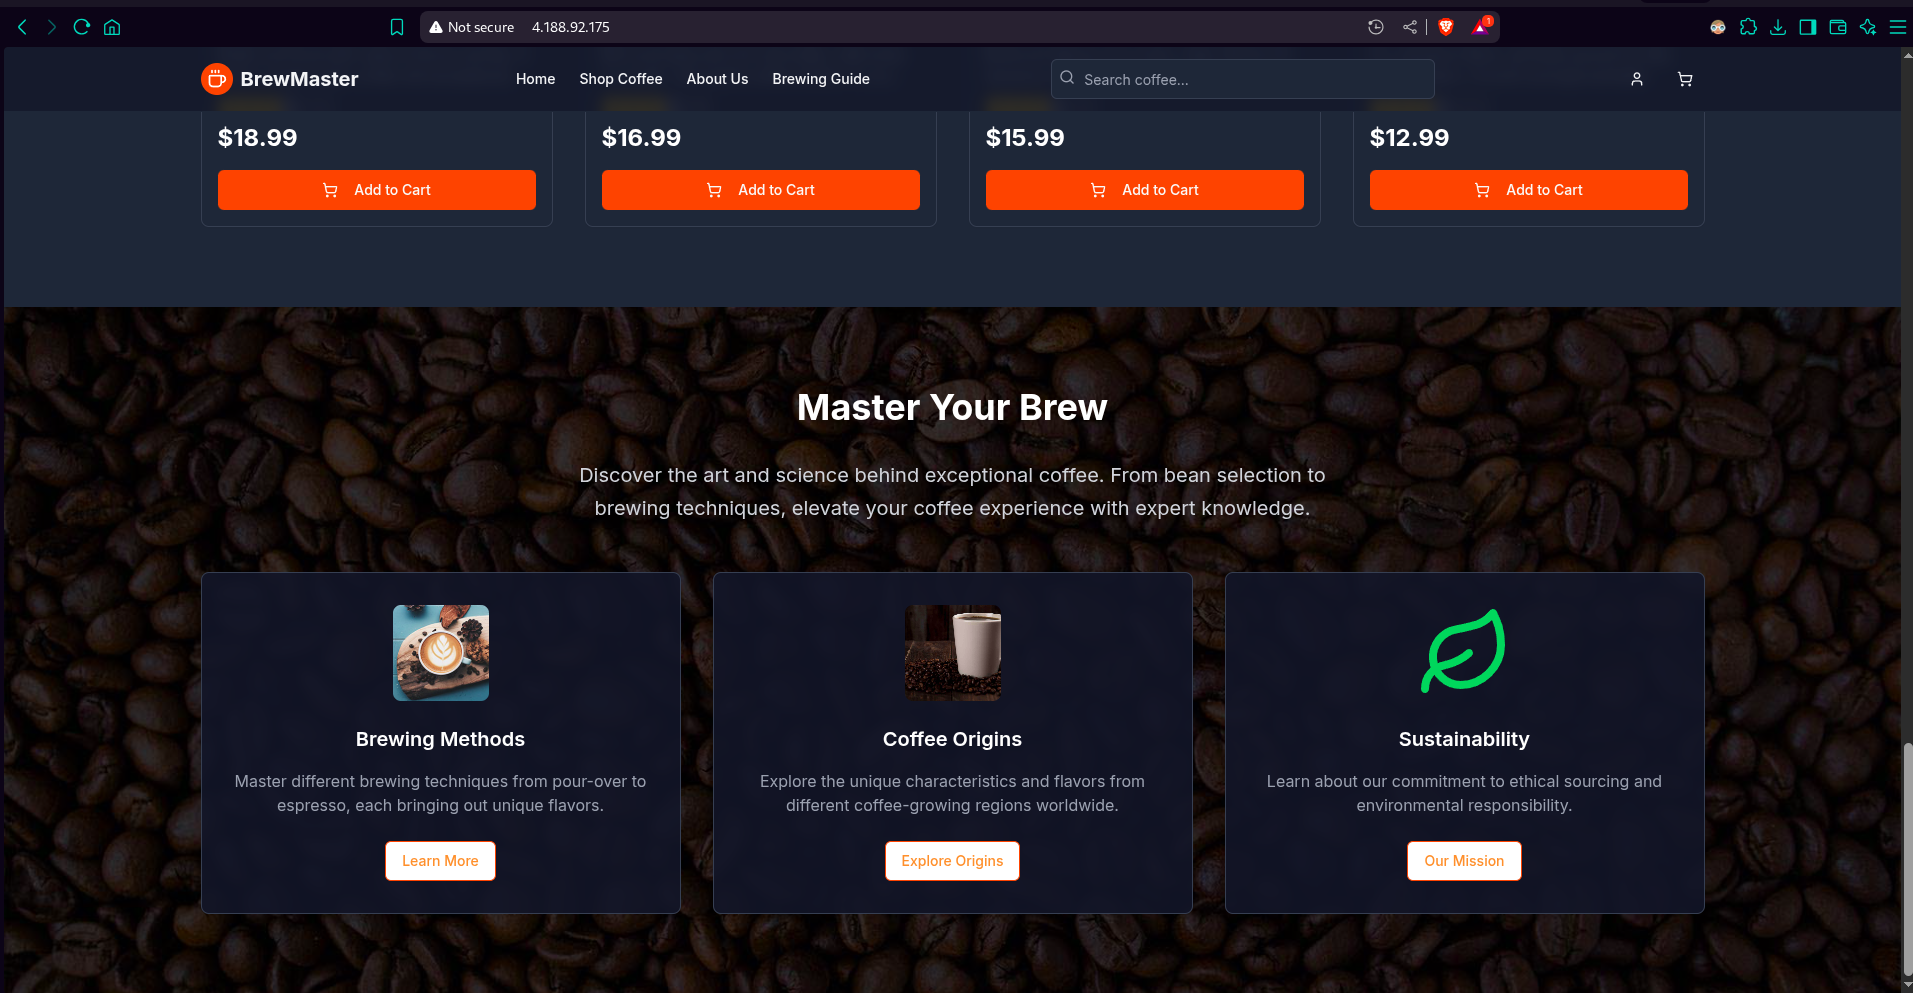 Not secure 4.188.92.175
1
BrewMaster
Home Shop Coffee About Us Brewing Guide
Search coffee...
$18.99 $16.99 $15.99 $12.99
Add to Cart Add to Cart Add to Cart Add to Cart
Master Your Brew
Discover the art and science behind exceptional coffee. From bean selection to
brewing techniques, elevate your coffee experience with expert knowledge.
Brewing Methods
Master different brewing techniques from pour-over to
espresso, each bringing out unique flavors.
Learn More
Coffee Origins
Explore the unique characteristics and flavors from
different coffee-growing regions worldwide.
Explore Origins
Sustainability
Learn about our commitment to ethical sourcing and
environmental responsibility.
Our Mission